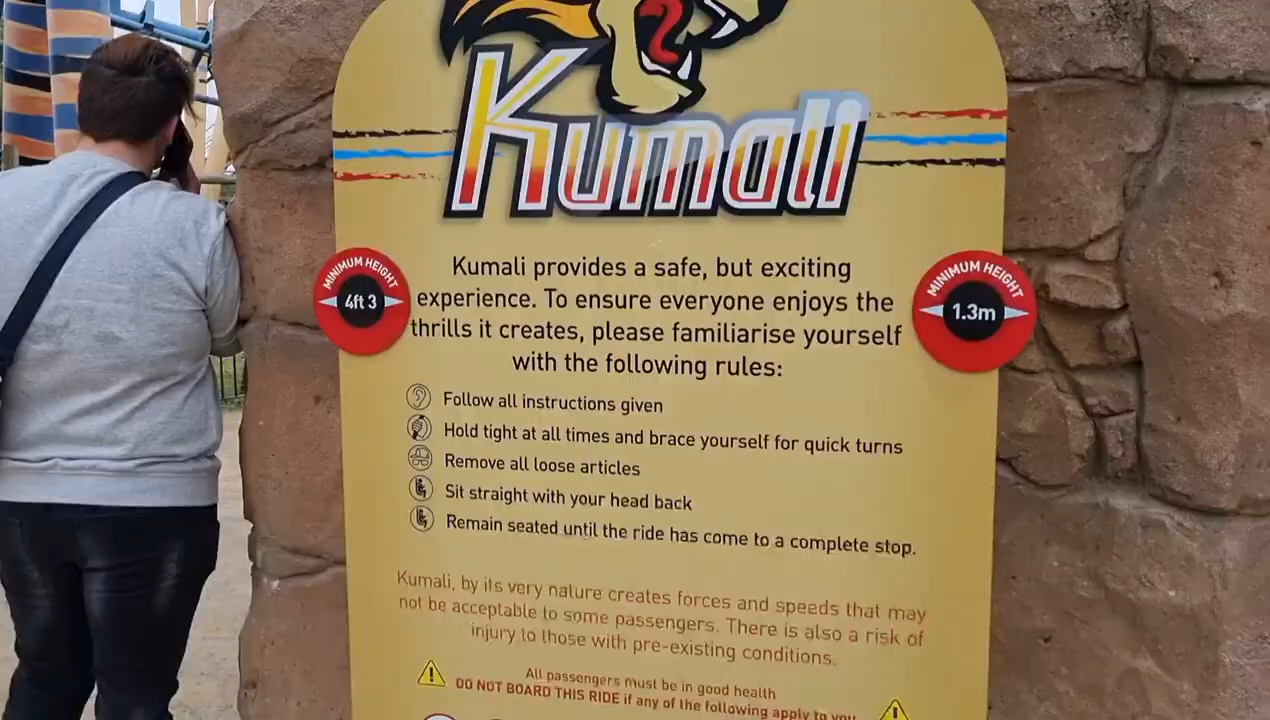 Kumali
MINIMUM HEIGHT
4ft 3
MINIMUM HEIGHT
1.3m
Kumali provides a safe, but exciting
experience. To ensure everyone enjoys the
thrills it creates, please familiarise yourself
with the following rules:
Follow all instructions given
Hold tight at all times and brace yourself for quick turns
Remove all loose articles
Sit straight with your head back
Remain seated until the ride has come to a complete stop.
Kumali, by its very nature creates forces and speeds that may
not be acceptable to some passengers. There is also a risk of
injury to those with pre-existing conditions.
All passengers must be in good health
DO NOT BOARD THIS RIDE if any of the following apply to you